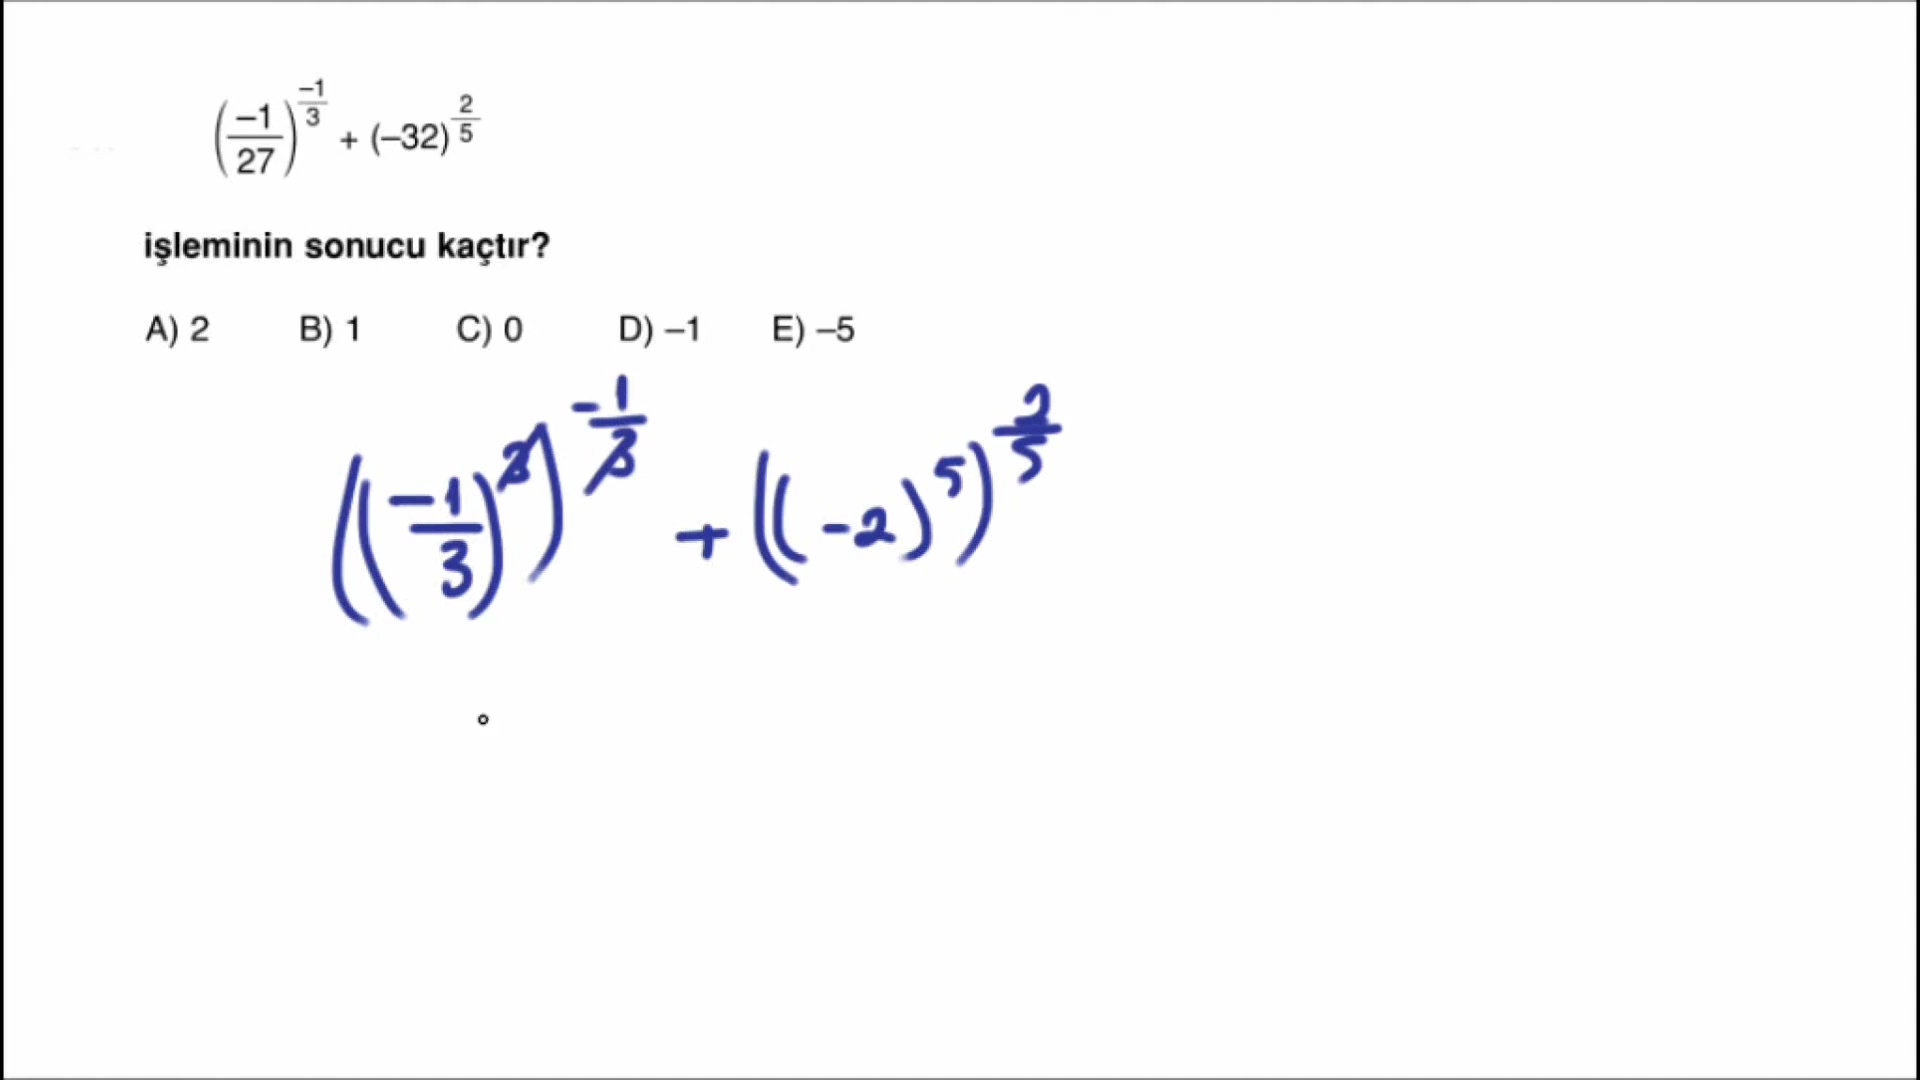 (−1/27)^(−1/3) + (−32)^(2/5)
işleminin sonucu kaçtır?
A) 2 B) 1 C) 0 D) −1 E) −5
((−1/3)^3)^(−1/3) + ((−2)^5)^(2/5)